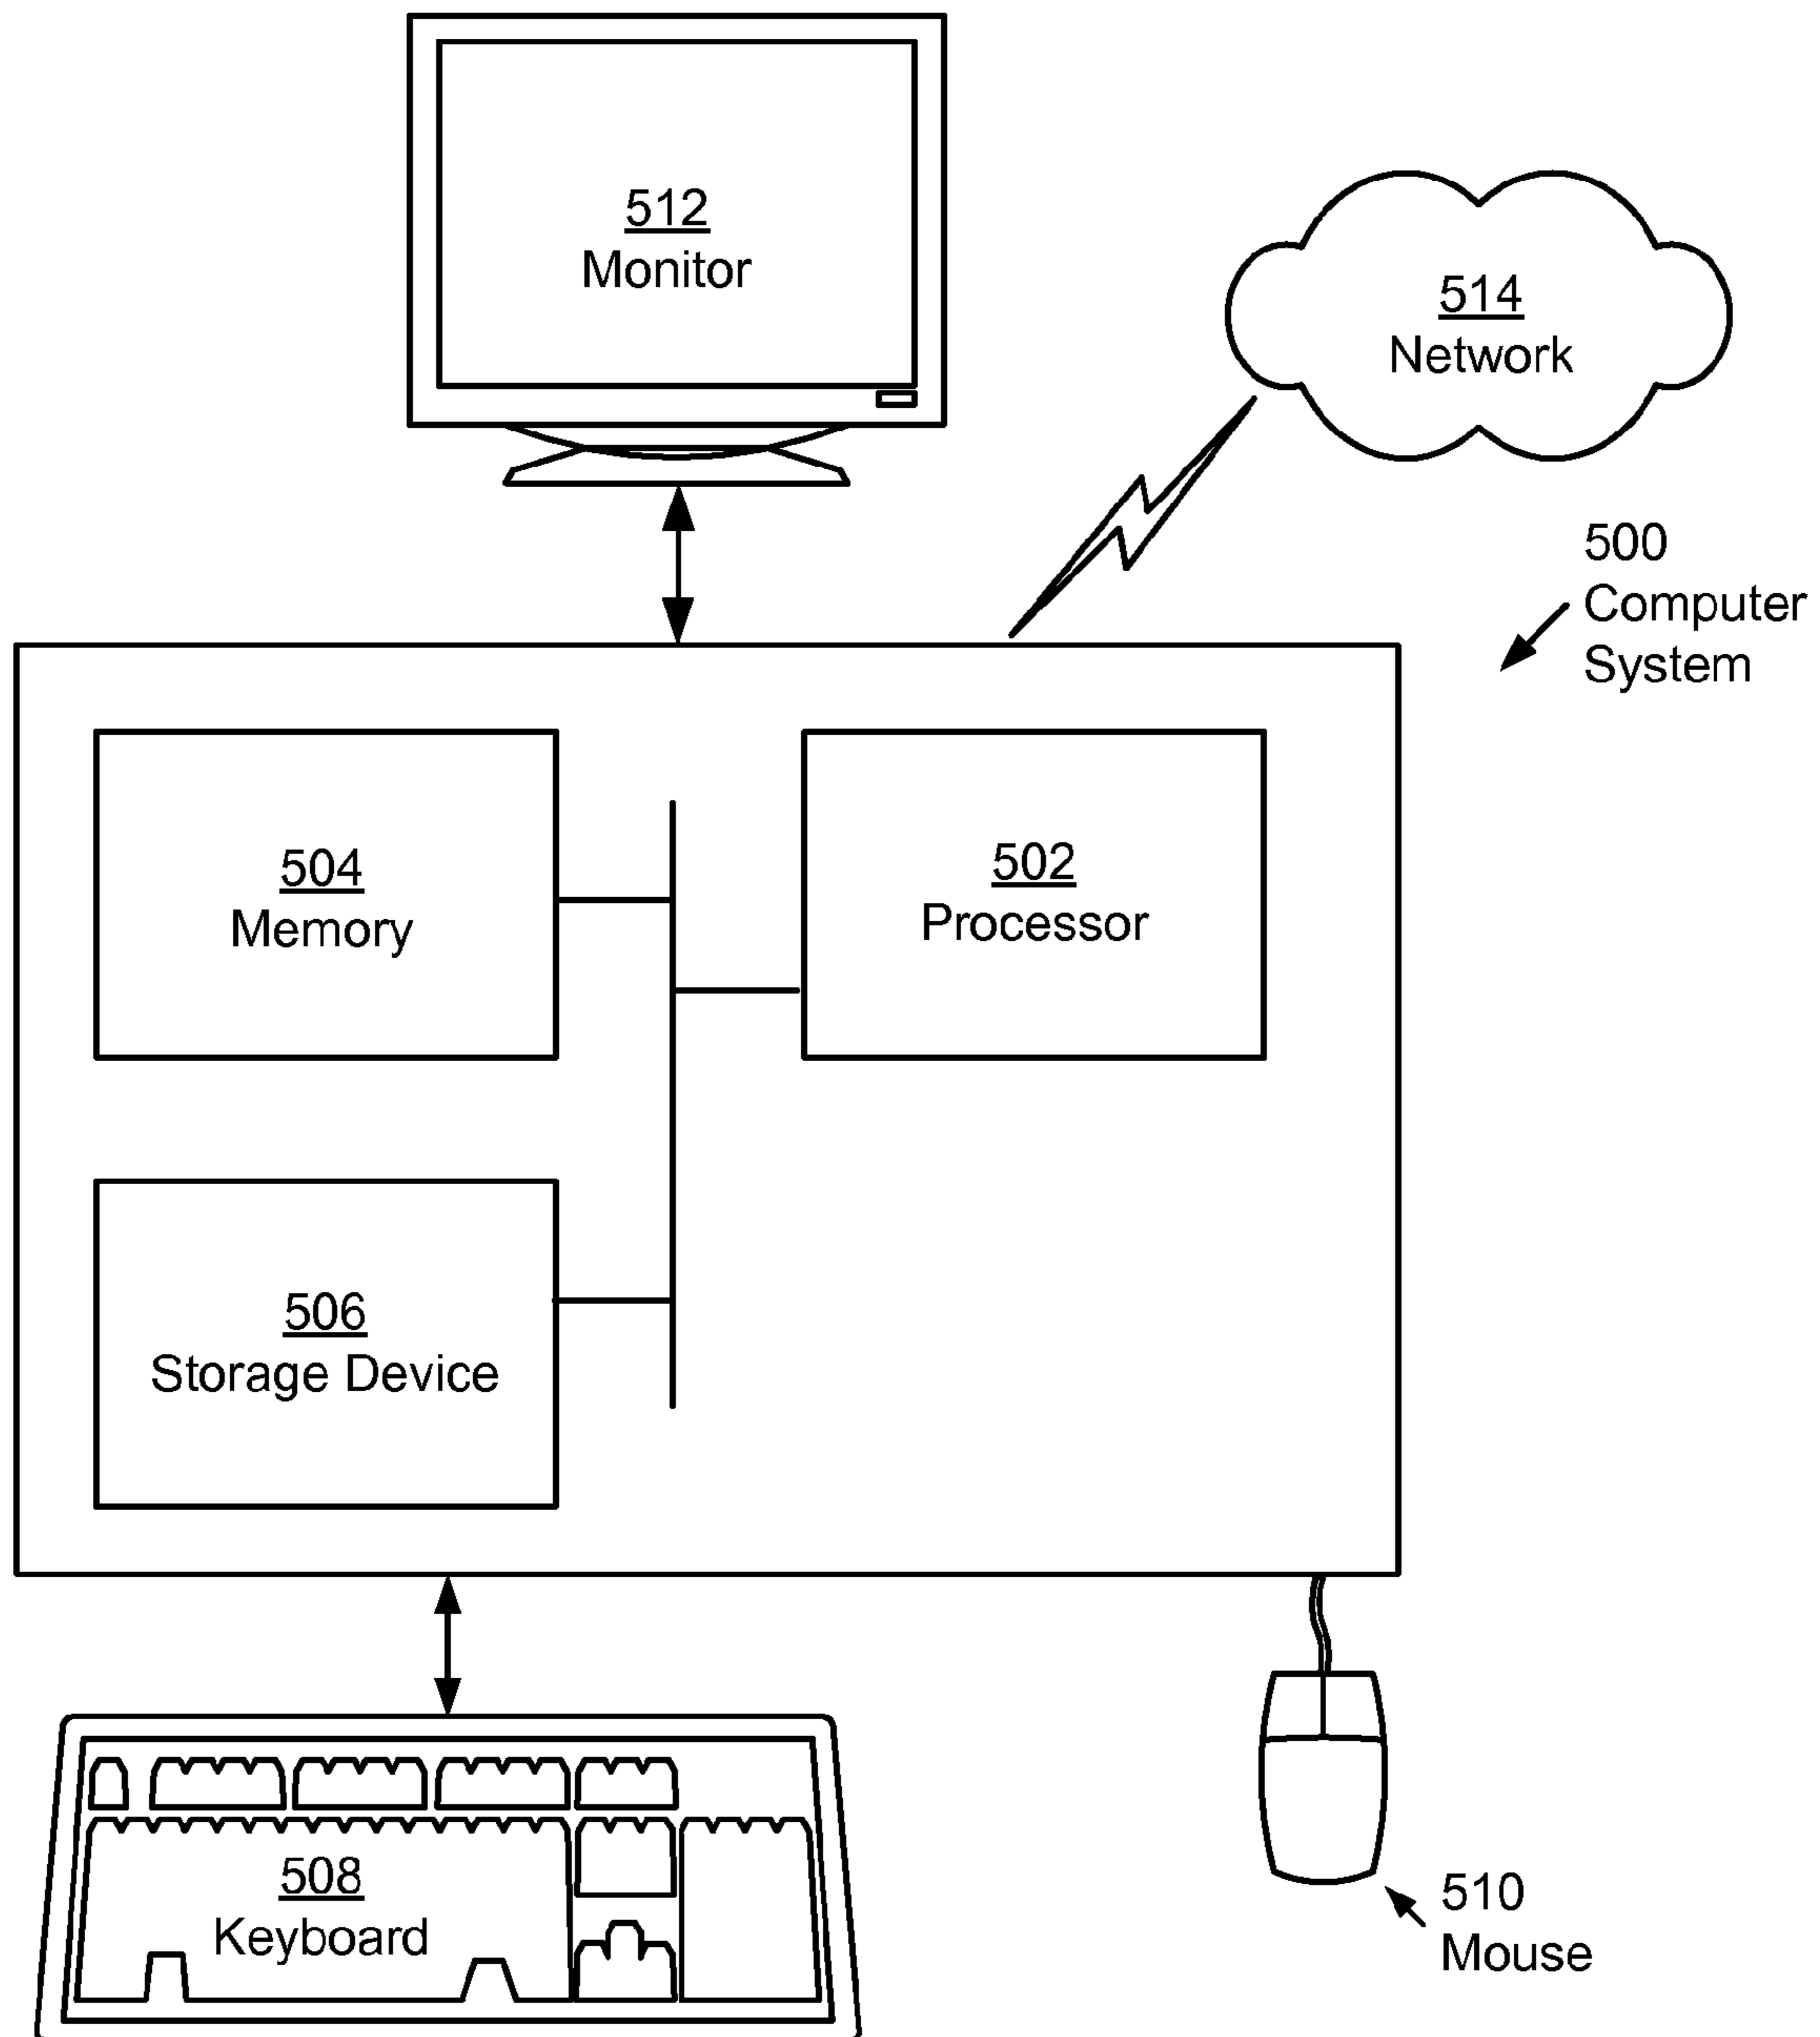 512
Monitor
514
Network
500
Computer
System
504
Memory
502
Processor
506
Storage Device
508
Keyboard
510
Mouse